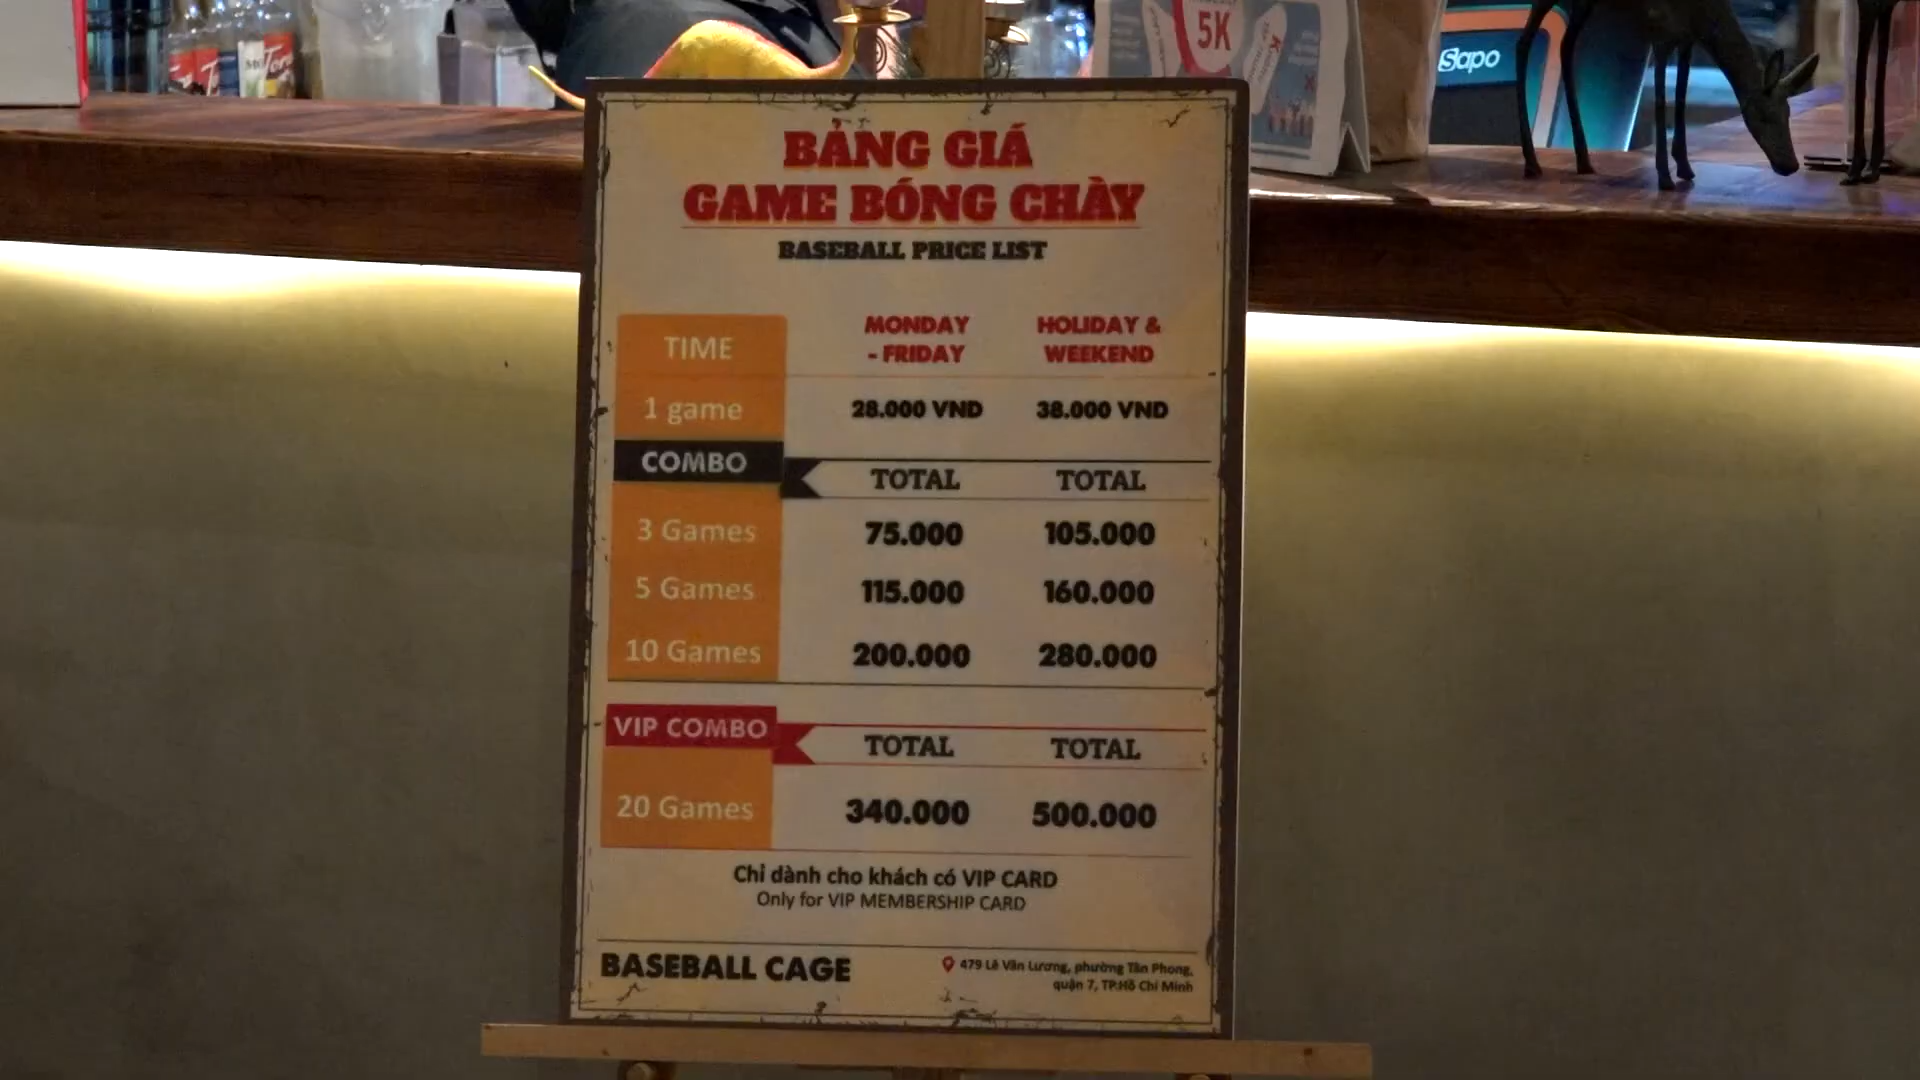 5K
Sapo
Torani
BẢNG GIÁ
GAME BÓNG CHÀY
BASEBALL PRICE LIST
TIME
MONDAY
- FRIDAY
HOLIDAY &
WEEKEND
1 game 28.000 VND 38.000 VND
COMBO TOTAL TOTAL
3 Games 75.000 105.000
5 Games 115.000 160.000
10 Games 200.000 280.000
VIP COMBO TOTAL TOTAL
20 Games 340.000 500.000
Chỉ dành cho khách có VIP CARD
Only for VIP MEMBERSHIP CARD
BASEBALL CAGE
479 Lê Văn Lương, phường Tân Phong,
quận 7, TP.Hồ Chí Minh